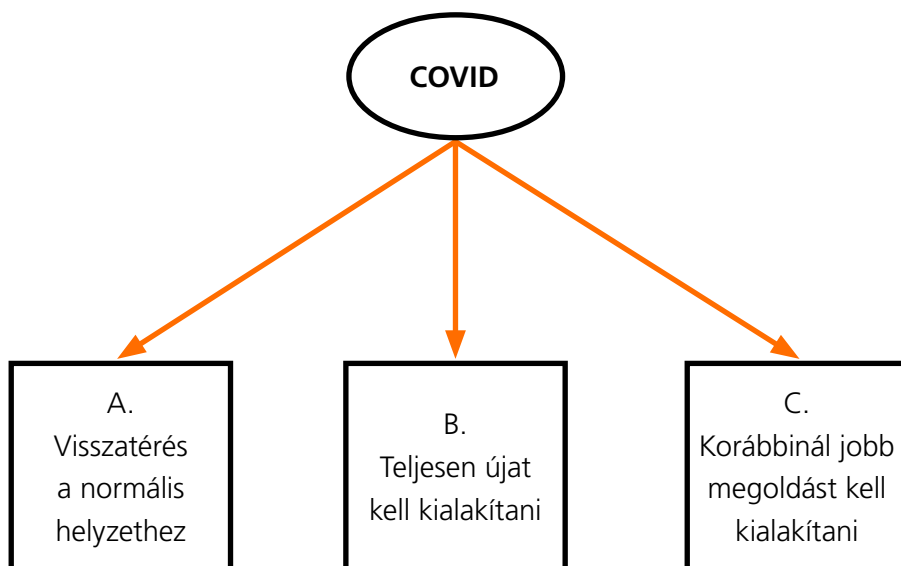 COVID
A.
Visszatérés
a normális
helyzethez
B.
Teljesen újat
kell kialakítani
C.
Korábbinál jobb
megoldást kell
kialakítani